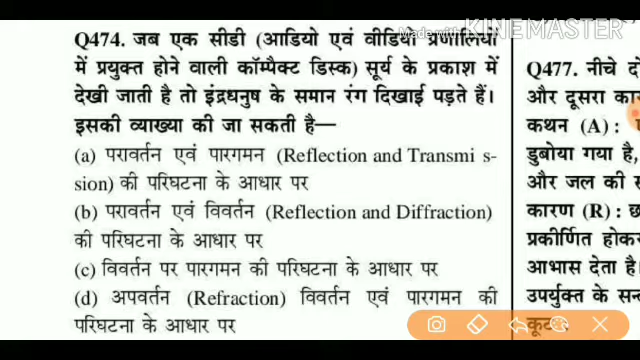 Made with KINEMASTER
Q474. जब एक सीडी (आडियो एवं वीडियो प्रणालियों
में प्रयुक्त होने वाली कॉम्पैक्ट डिस्क) सूर्य के प्रकाश में
देखी जाती है तो इंद्रधनुष के समान रंग दिखाई पड़ते हैं।
इसकी व्याख्या की जा सकती है—
(a) परावर्तन एवं पारगमन (Reflection and Transmi s-
sion) की परिघटना के आधार पर
(b) परावर्तन एवं विवर्तन (Reflection and Diffraction)
की परिघटना के आधार पर
(c) विवर्तन पर पारगमन की परिघटना के आधार पर
(d) अपवर्तन (Refraction) विवर्तन एवं पारगमन की
परिघटना के आधार पर
Q477. नीचे
और दूसरा
कथन (A) :
डुबोया गया है,
और जल की
कारण (R) :
प्रकीर्णित होकर
आभास देता है।
उपर्युक्त के
कूट